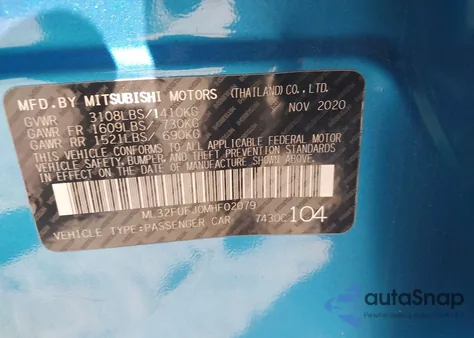 MFD.BY MITSUBISHI MOTORS (THAILAND) CO., LTD.
GVWR 3108LBS/1410KG NOV 2020
GAWR FR 1609LBS/ 730KG
GAWR RR 1521LBS/ 690KG
THIS VEHICLE CONFORMS TO ALL APPLICABLE FEDERAL MOTOR
VEHICLE SAFETY, BUMPER, AND THEFT PREVENTION STANDARDS
IN EFFECT ON THE DATE OF MANUFACTURE SHOWN ABOVE.
ML32FUFJ0MHF02079
VEHICLE TYPE:PASSENGER CAR 7430C 104
autoSnap